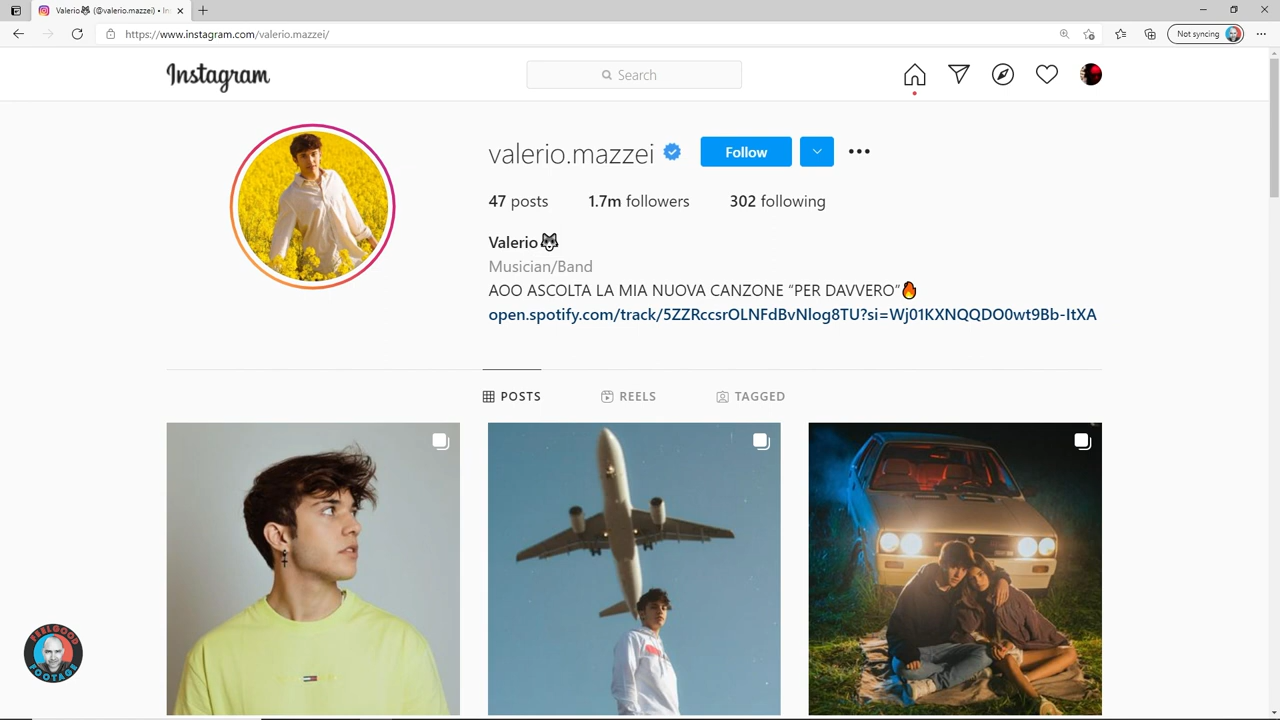 Valerio🐺 (@valerio.mazzei) • In
https://www.instagram.com/valerio.mazzei/
Not syncing
Instagram
Search
valerio.mazzei
Follow
47 posts
1.7m followers
302 following
Valerio🐺
Musician/Band
AOO ASCOLTA LA MIA NUOVA CANZONE “PER DAVVERO”🔥
open.spotify.com/track/5ZZRccsrOLNFdBvNlog8TU?si=Wj01KXNQQDO0wt9Bb-ItXA
POSTS
REELS
TAGGED
FEELGOOD
FOOTAGE